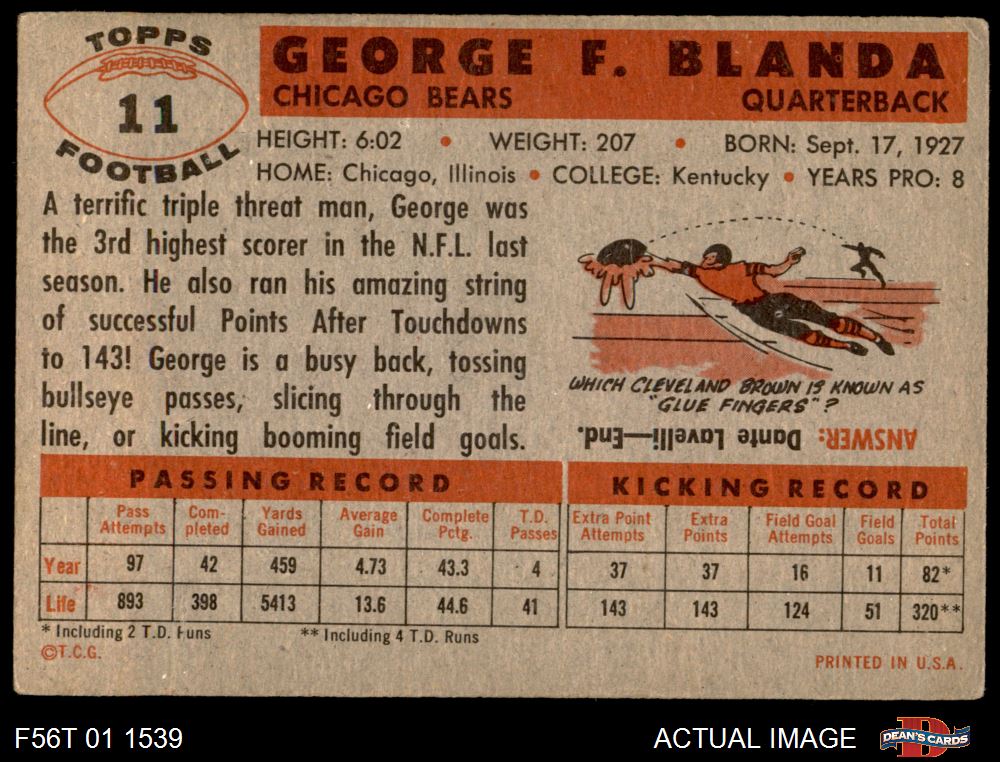 TOPPS
11
FOOTBALL
GEORGE F. BLANDA
CHICAGO BEARS QUARTERBACK
HEIGHT: 6:02 • WEIGHT: 207 • BORN: Sept. 17, 1927
HOME: Chicago, Illinois • COLLEGE: Kentucky • YEARS PRO: 8
A terrific triple threat man, George was
the 3rd highest scorer in the N.F.L. last
season. He also ran his amazing string
of successful Points After Touchdowns
to 143! George is a busy back, tossing
bullseye passes, slicing through the
line, or kicking booming field goals.
WHICH CLEVELAND BROWN IS KNOWN AS
"GLUE FINGERS"?
ANSWER: Dante Lavelli—End.
PASSING RECORD
Pass Attempts Com-pleted Yards Gained Average Gain Complete Pctg. T.D. Passes
Year 97 42 459 4.73 43.3 4
Life 893 398 5413 13.6 44.6 41
* Including 2 T.D. Runs ** Including 4 T.D. Runs
KICKING RECORD
Extra Point Attempts Extra Points Field Goal Attempts Field Goals Total Points
37 37 16 11 82*
143 143 124 51 320**
©T.C.G.
PRINTED IN U.S.A.
F56T 01 1539
ACTUAL IMAGE
D
DEAN'S CARDS